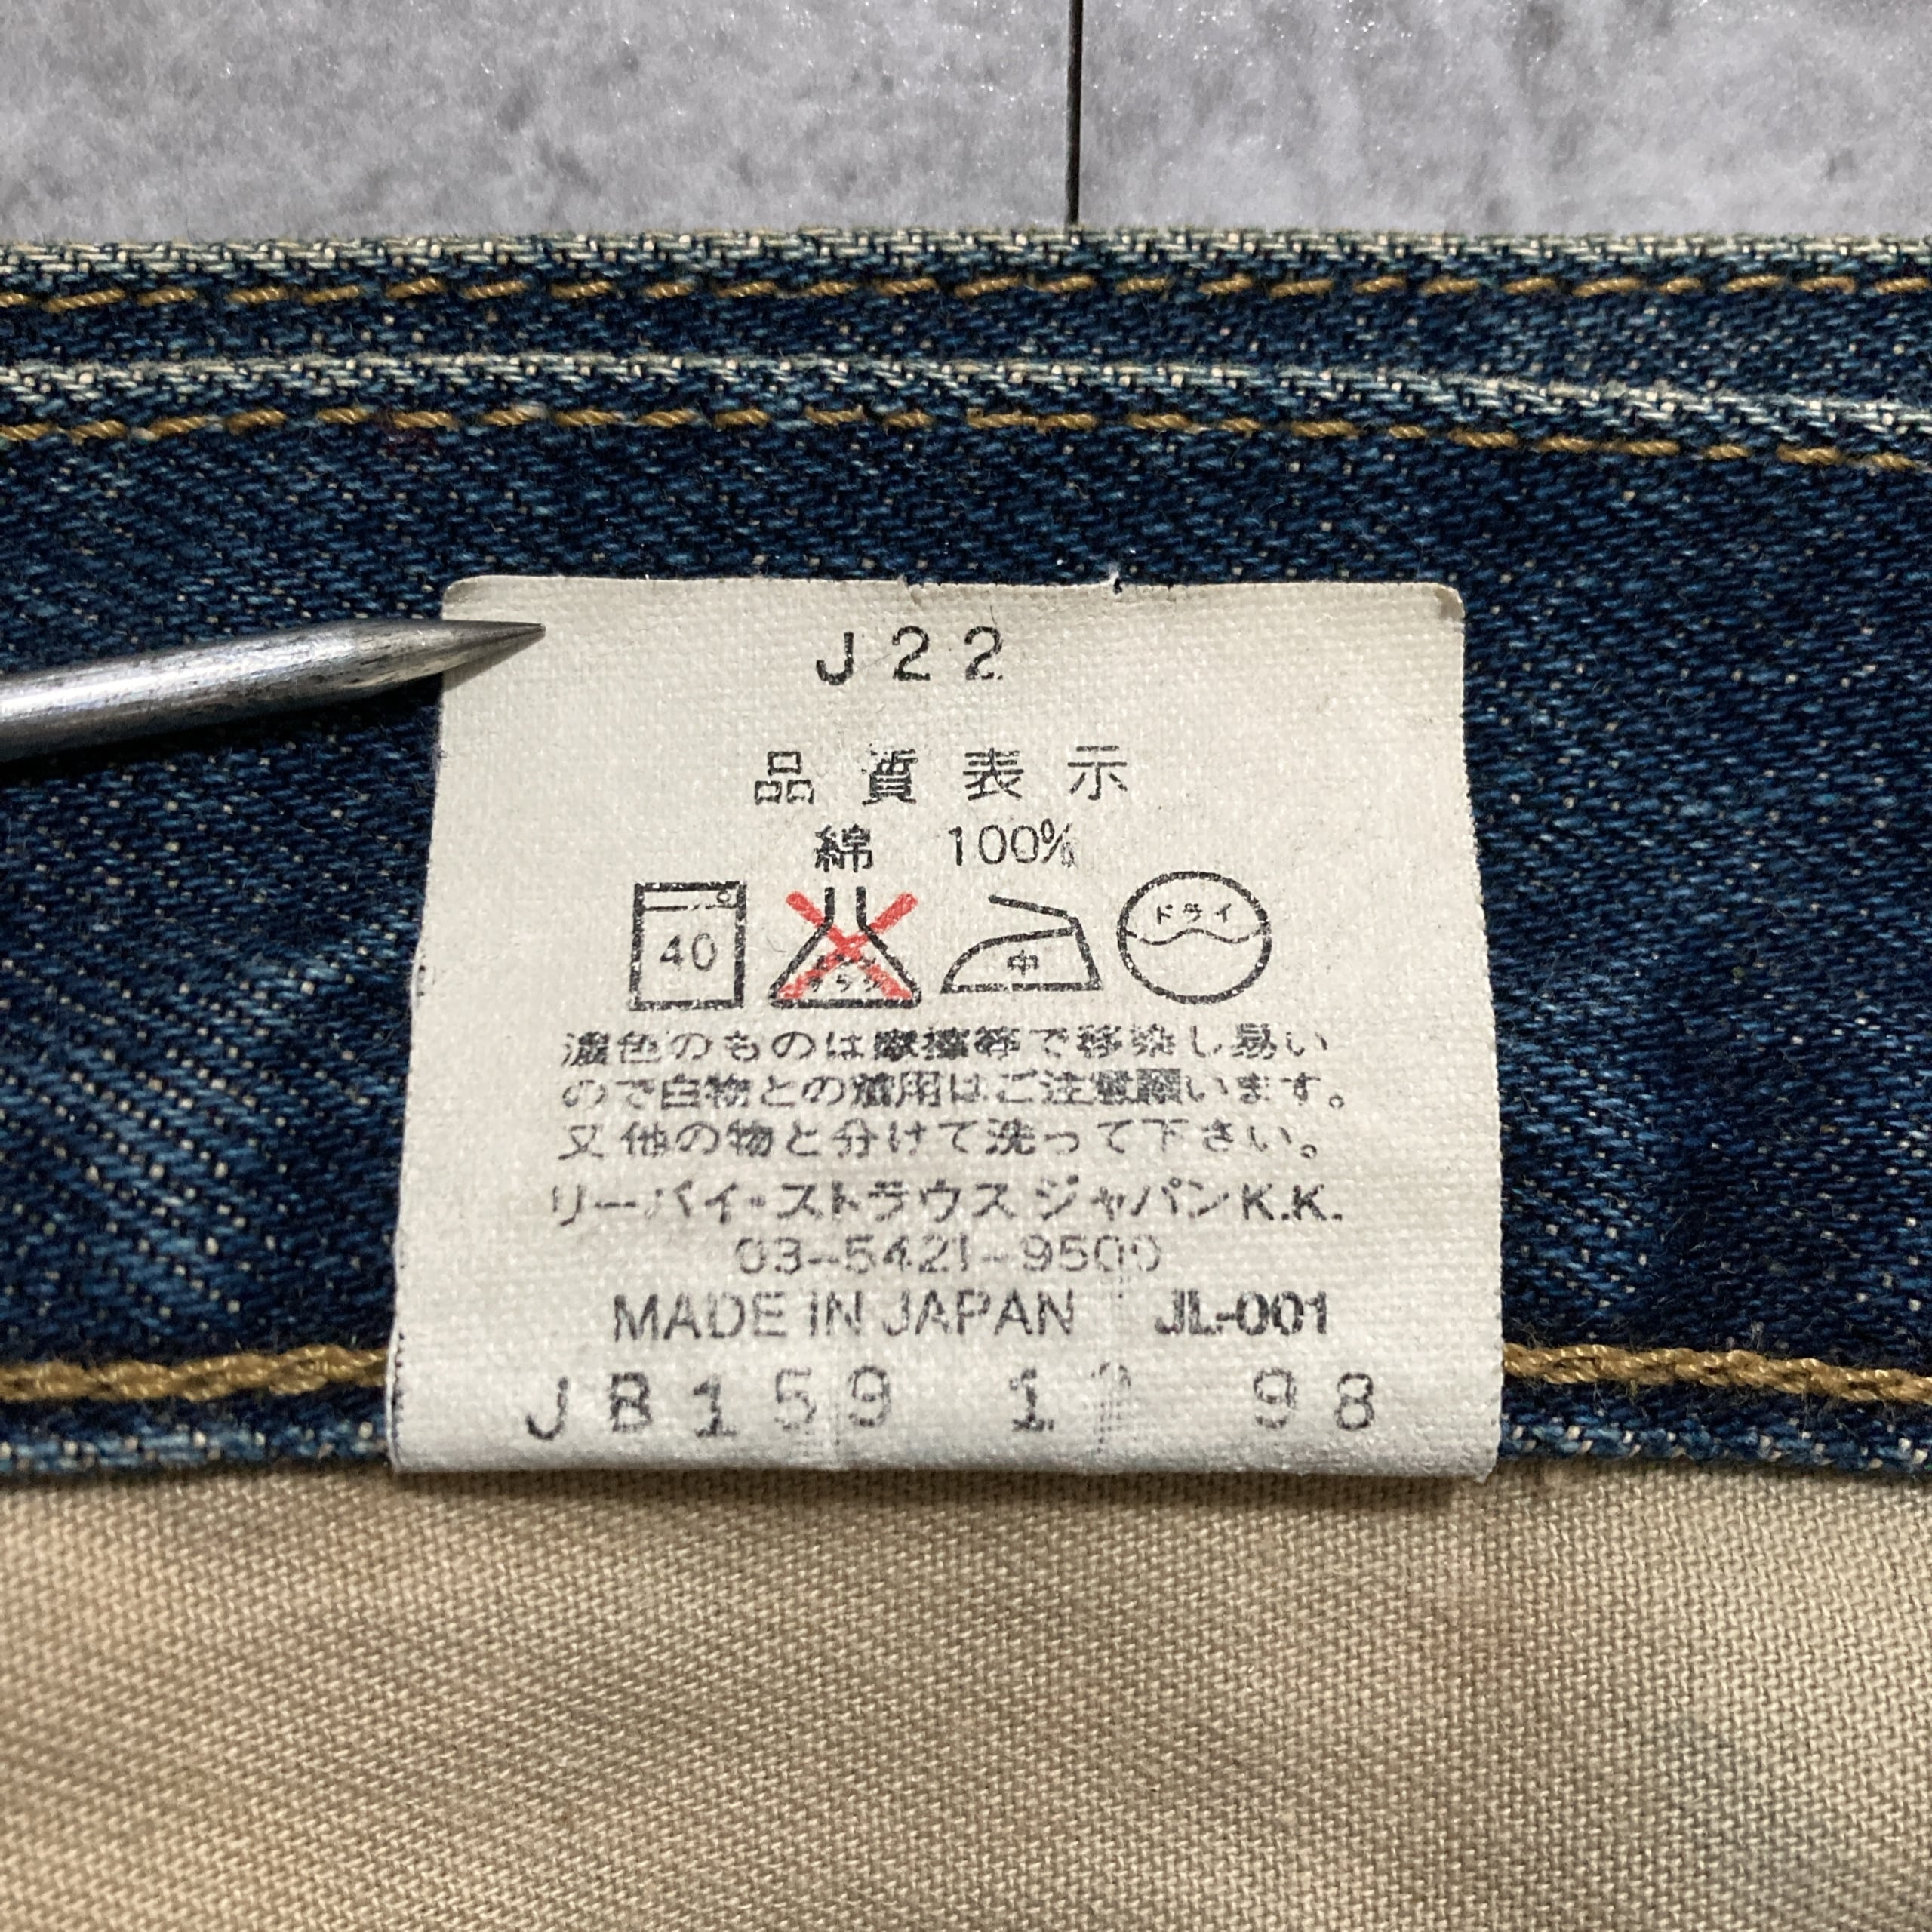 J22
品質表示
綿 100%
40 中 ドライ
濃色のものは摩擦等で移染し易い
ので白物との着用はご注意願います。
又他の物と分けて洗って下さい。
リーバイ・ストラウス ジャパンK.K.
03-5421-9500
MADE IN JAPAN JL-001
JB159 98